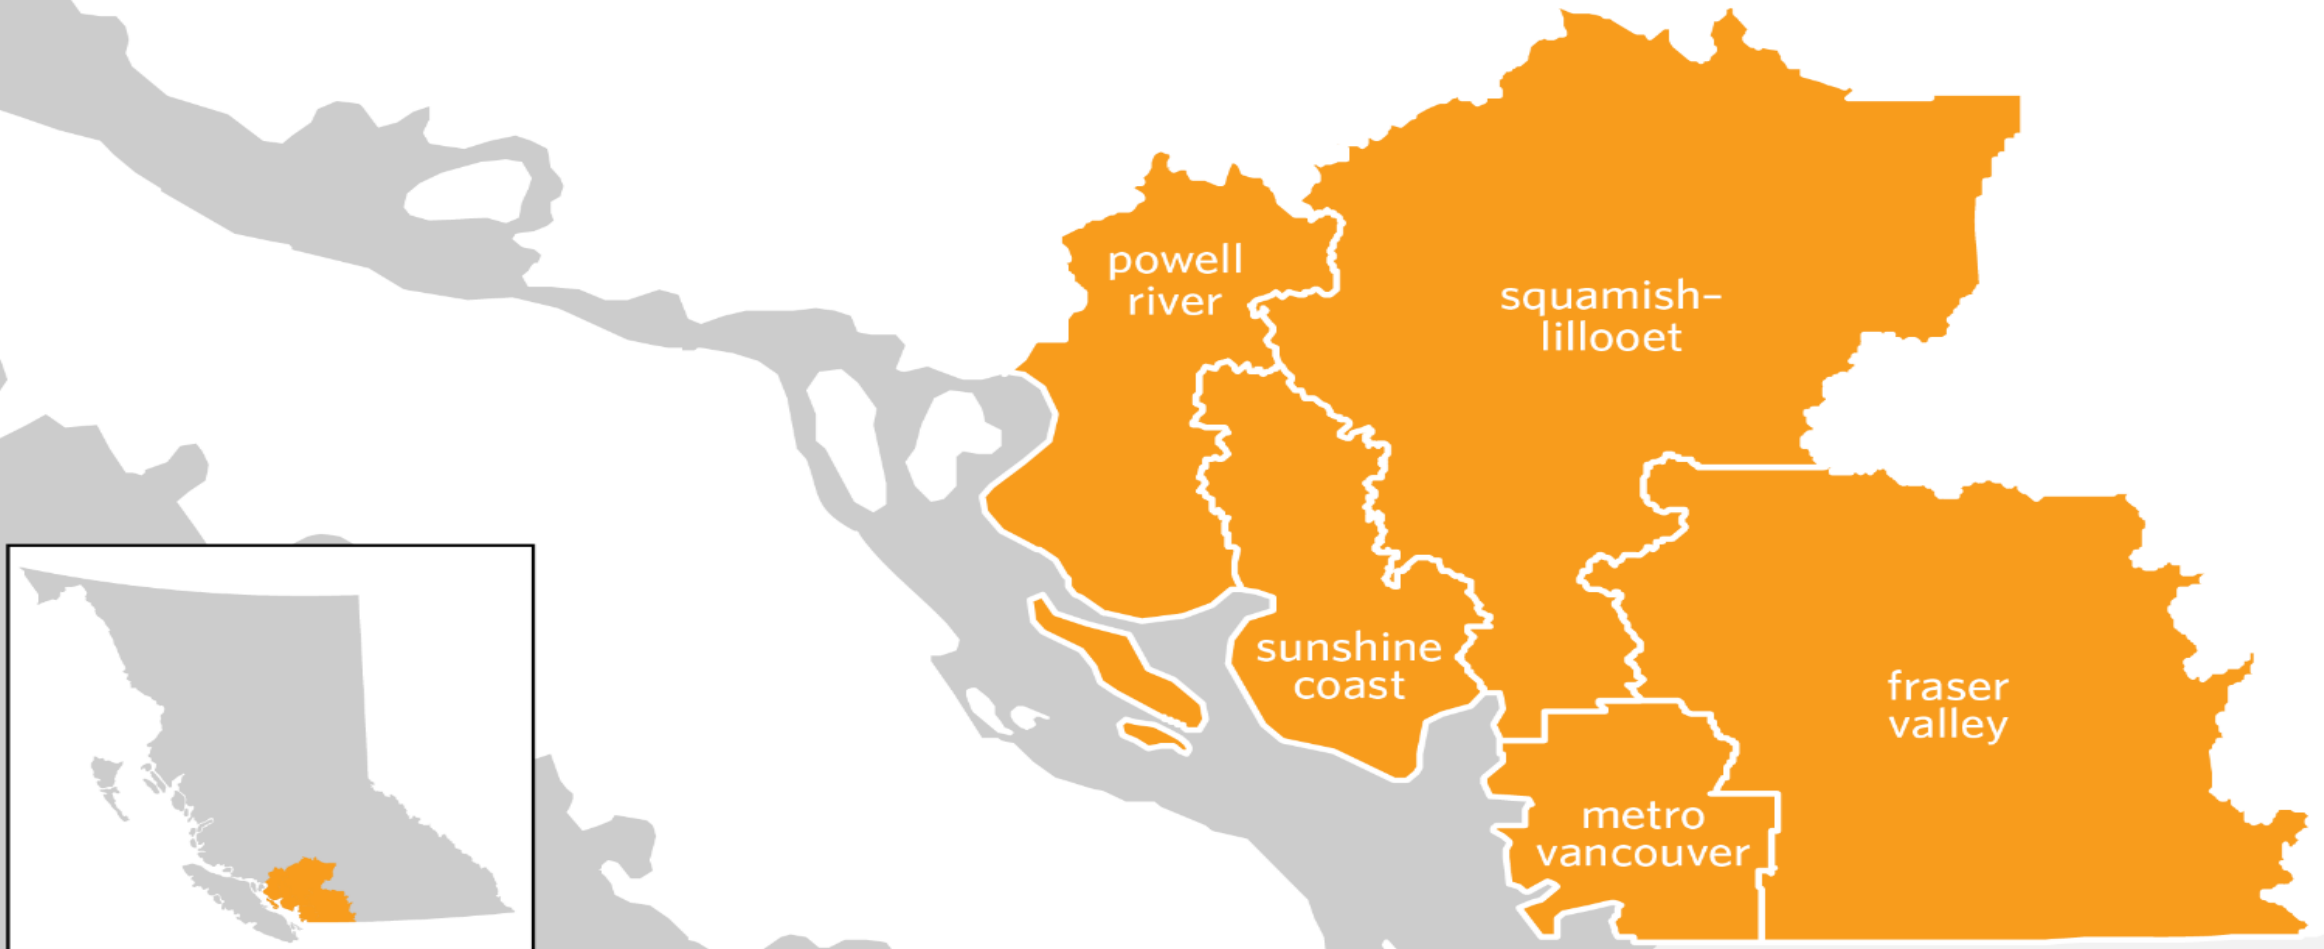 powell
river
squamish–
lillooet
sunshine
coast
fraser
valley
metro
vancouver